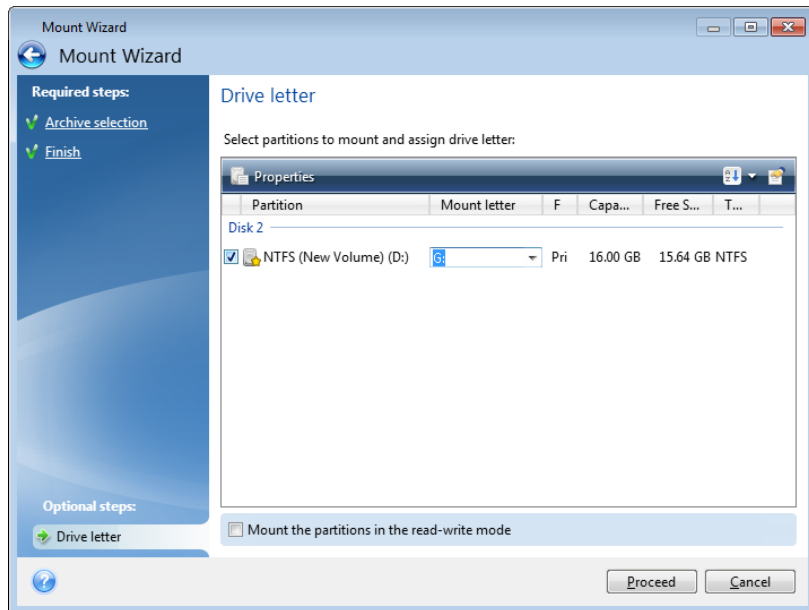 Mount Wizard
Mount Wizard
Required steps:
Archive selection
Finish
Drive letter
Select partitions to mount and assign drive letter:
Properties
Partition Mount letter F Capa... Free S... T...
Disk 2
NTFS (New Volume) (D:) G: Pri 16.00 GB 15.64 GB NTFS
Optional steps:
Drive letter
Mount the partitions in the read-write mode
Proceed Cancel